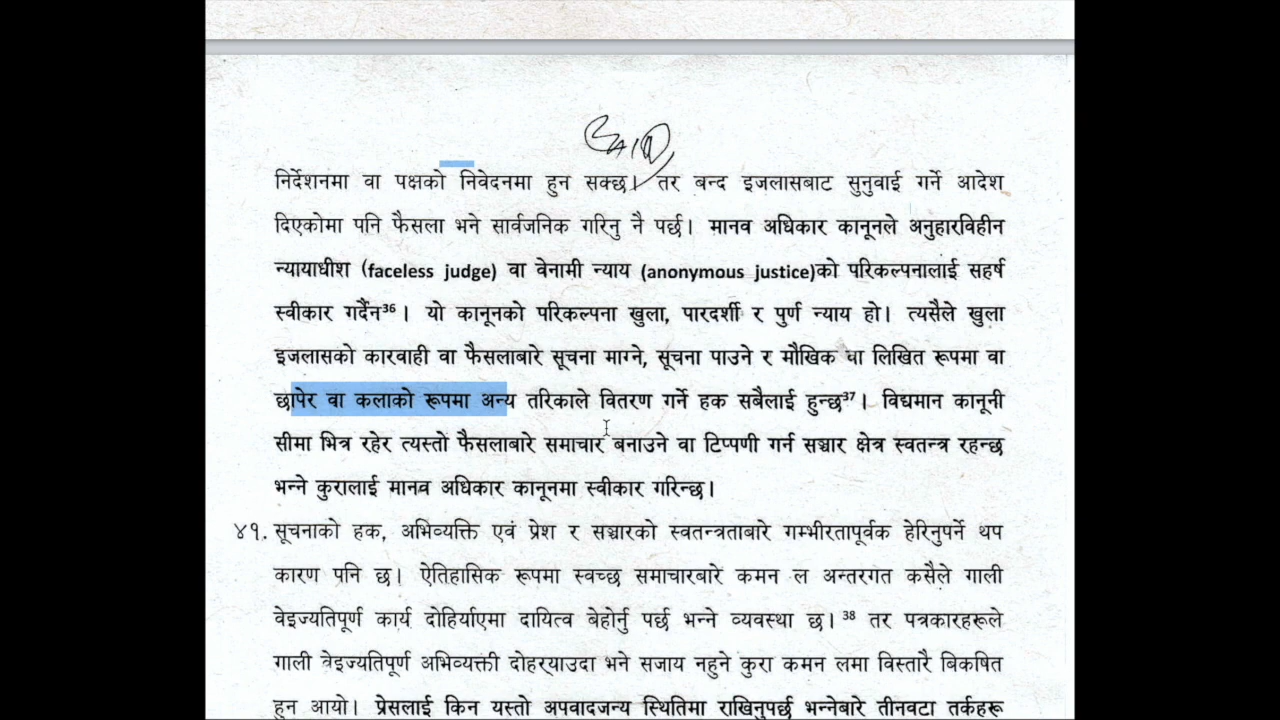 निर्देशनमा वा पक्षको निवेदनमा हुन सक्छ। तर बन्द इजलासबाट सुनुवाई गर्ने आदेश
दिएकोमा पनि फैसला भने सार्वजनिक गरिनु नै पर्छ। मानव अधिकार कानूनले अनुहारविहीन
न्यायाधीश (faceless judge) वा वेनामी न्याय (anonymous justice)को परिकल्पनालाई सहर्ष
स्वीकार गर्दैन³⁶। यो कानूनको परिकल्पना खुला, पारदर्शी र पुर्ण न्याय हो। त्यसैले खुला
इजलासको कारवाही वा फैसलाबारे सूचना माग्ने, सूचना पाउने र मौखिक वा लिखित रूपमा वा
छापेर वा कलाको रूपमा अन्य तरिकाले वितरण गर्ने हक सबैलाई हुन्छ³⁷। विद्यमान कानूनी
सीमा भित्र रहेर त्यस्तो फैसलाबारे समाचार बनाउने वा टिप्पणी गर्न सञ्चार क्षेत्र स्वतन्त्र रहन्छ
भन्ने कुरालाई मानव अधिकार कानूनमा स्वीकार गरिन्छ।
४१. सूचनाको हक, अभिव्यक्ति एवं प्रेश र सञ्चारको स्वतन्त्रताबारे गम्भीरतापूर्वक हेरिनुपर्ने थप
कारण पनि छ। ऐतिहासिक रूपमा स्वच्छ समाचारबारे कमन ल अन्तरगत कसैले गाली
वेइज्यतिपूर्ण कार्य दोहिर्याएमा दायित्व बेहोर्नु पर्छ भन्ने व्यवस्था छ। ³⁸ तर पत्रकारहरूले
गाली वेइज्यतिपूर्ण अभिव्यक्ती दोहर्‍याउदा भने सजाय नहुने कुरा कमन लमा विस्तारै बिकषित
हुन आयो। प्रेसलाई किन यस्तो अपवादजन्य स्थितिमा राखिनुपर्छ भन्नेबारे तीनवटा तर्कहरू